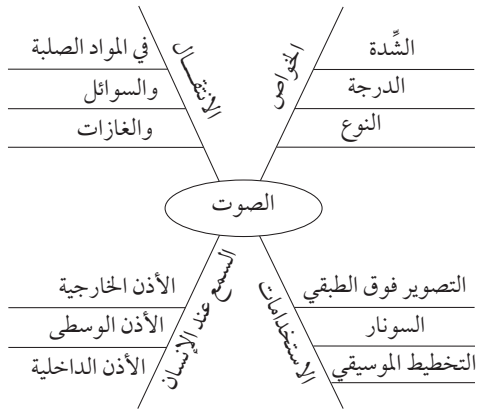 الصوت
الخواص
الشِّدة
الدرجة
النوع
الانتقال
في المواد الصلبة
والسوائل
والغازات
الاستخدامات
التصوير فوق الطبقي
السونار
التخطيط الموسيقي
السمع عند الإنسان
الأذن الخارجية
الأذن الوسطى
الأذن الداخلية